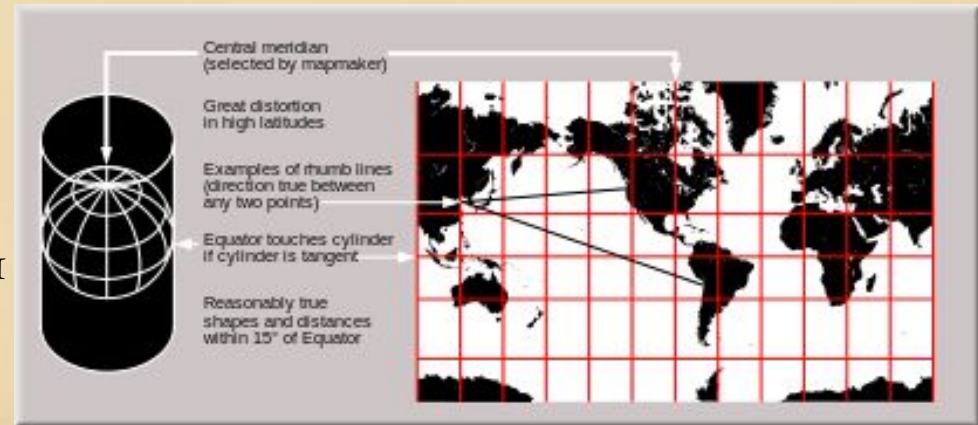 Central meridian
(selected by mapmaker)
Great distortion
in high latitudes
Examples of rhumb lines
(direction true between
any two points)
Equator touches cylinder
if cylinder is tangent
Reasonably true
shapes and distances
within 15° of Equator